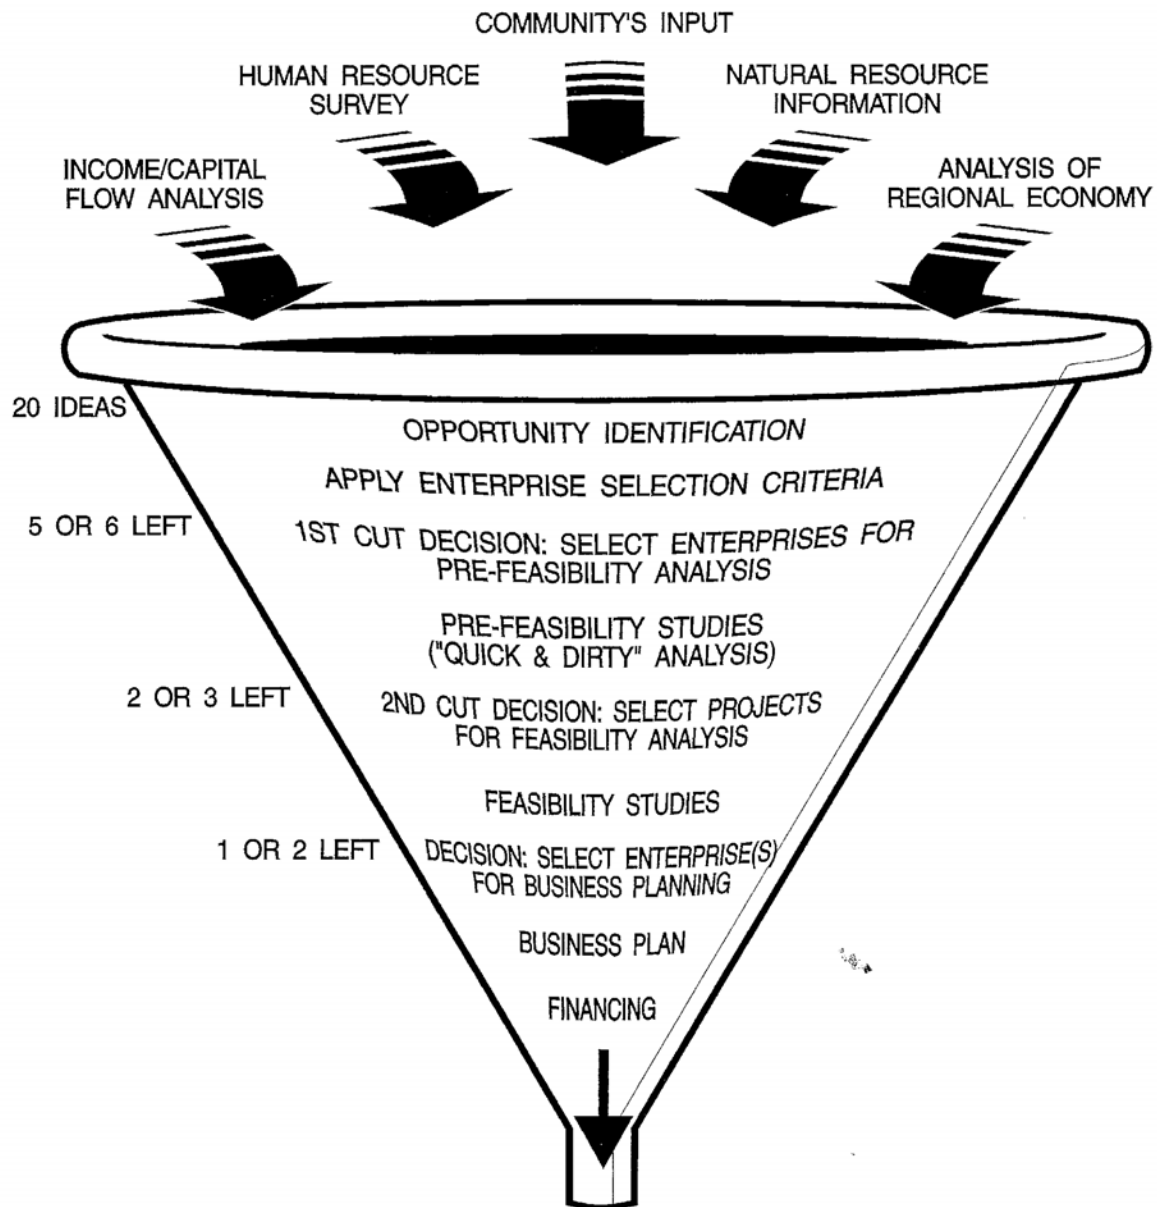 COMMUNITY'S INPUT
HUMAN RESOURCE
SURVEY
NATURAL RESOURCE
INFORMATION
INCOME/CAPITAL
FLOW ANALYSIS
ANALYSIS OF
REGIONAL ECONOMY
20 IDEAS
OPPORTUNITY IDENTIFICATION
APPLY ENTERPRISE SELECTION CRITERIA
5 OR 6 LEFT
1ST CUT DECISION: SELECT ENTERPRISES FOR
PRE-FEASIBILITY ANALYSIS
PRE-FEASIBILITY STUDIES
("QUICK & DIRTY" ANALYSIS)
2 OR 3 LEFT
2ND CUT DECISION: SELECT PROJECTS
FOR FEASIBILITY ANALYSIS
FEASIBILITY STUDIES
1 OR 2 LEFT
DECISION: SELECT ENTERPRISE(S)
FOR BUSINESS PLANNING
BUSINESS PLAN
FINANCING